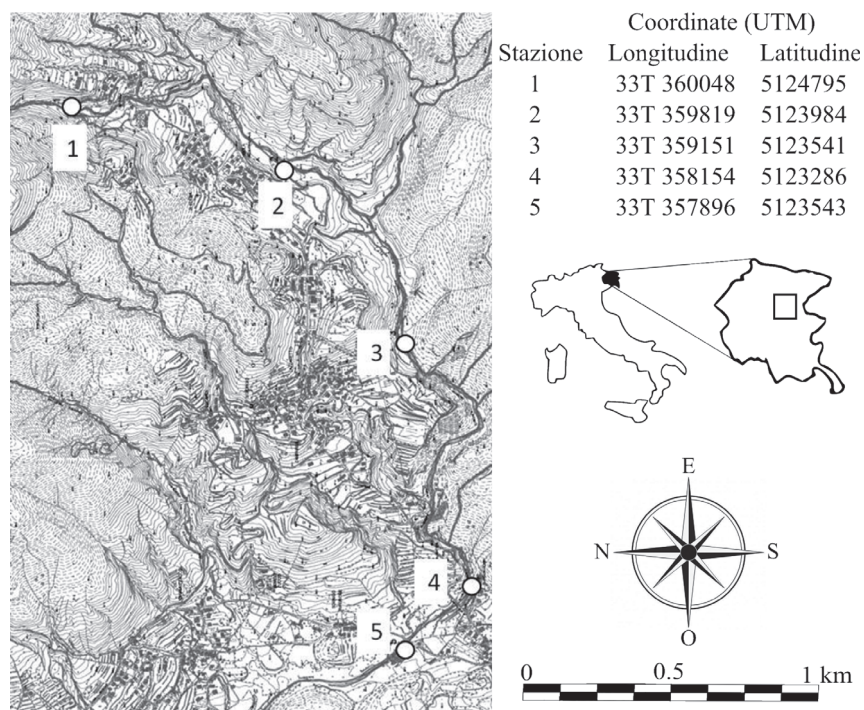 Coordinate (UTM)
Stazione Longitudine Latitudine
1 33T 360048 5124795
2 33T 359819 5123984
3 33T 359151 5123541
4 33T 358154 5123286
5 33T 357896 5123543
1
2
3
4
5
E
N S
O
0 0.5 1 km